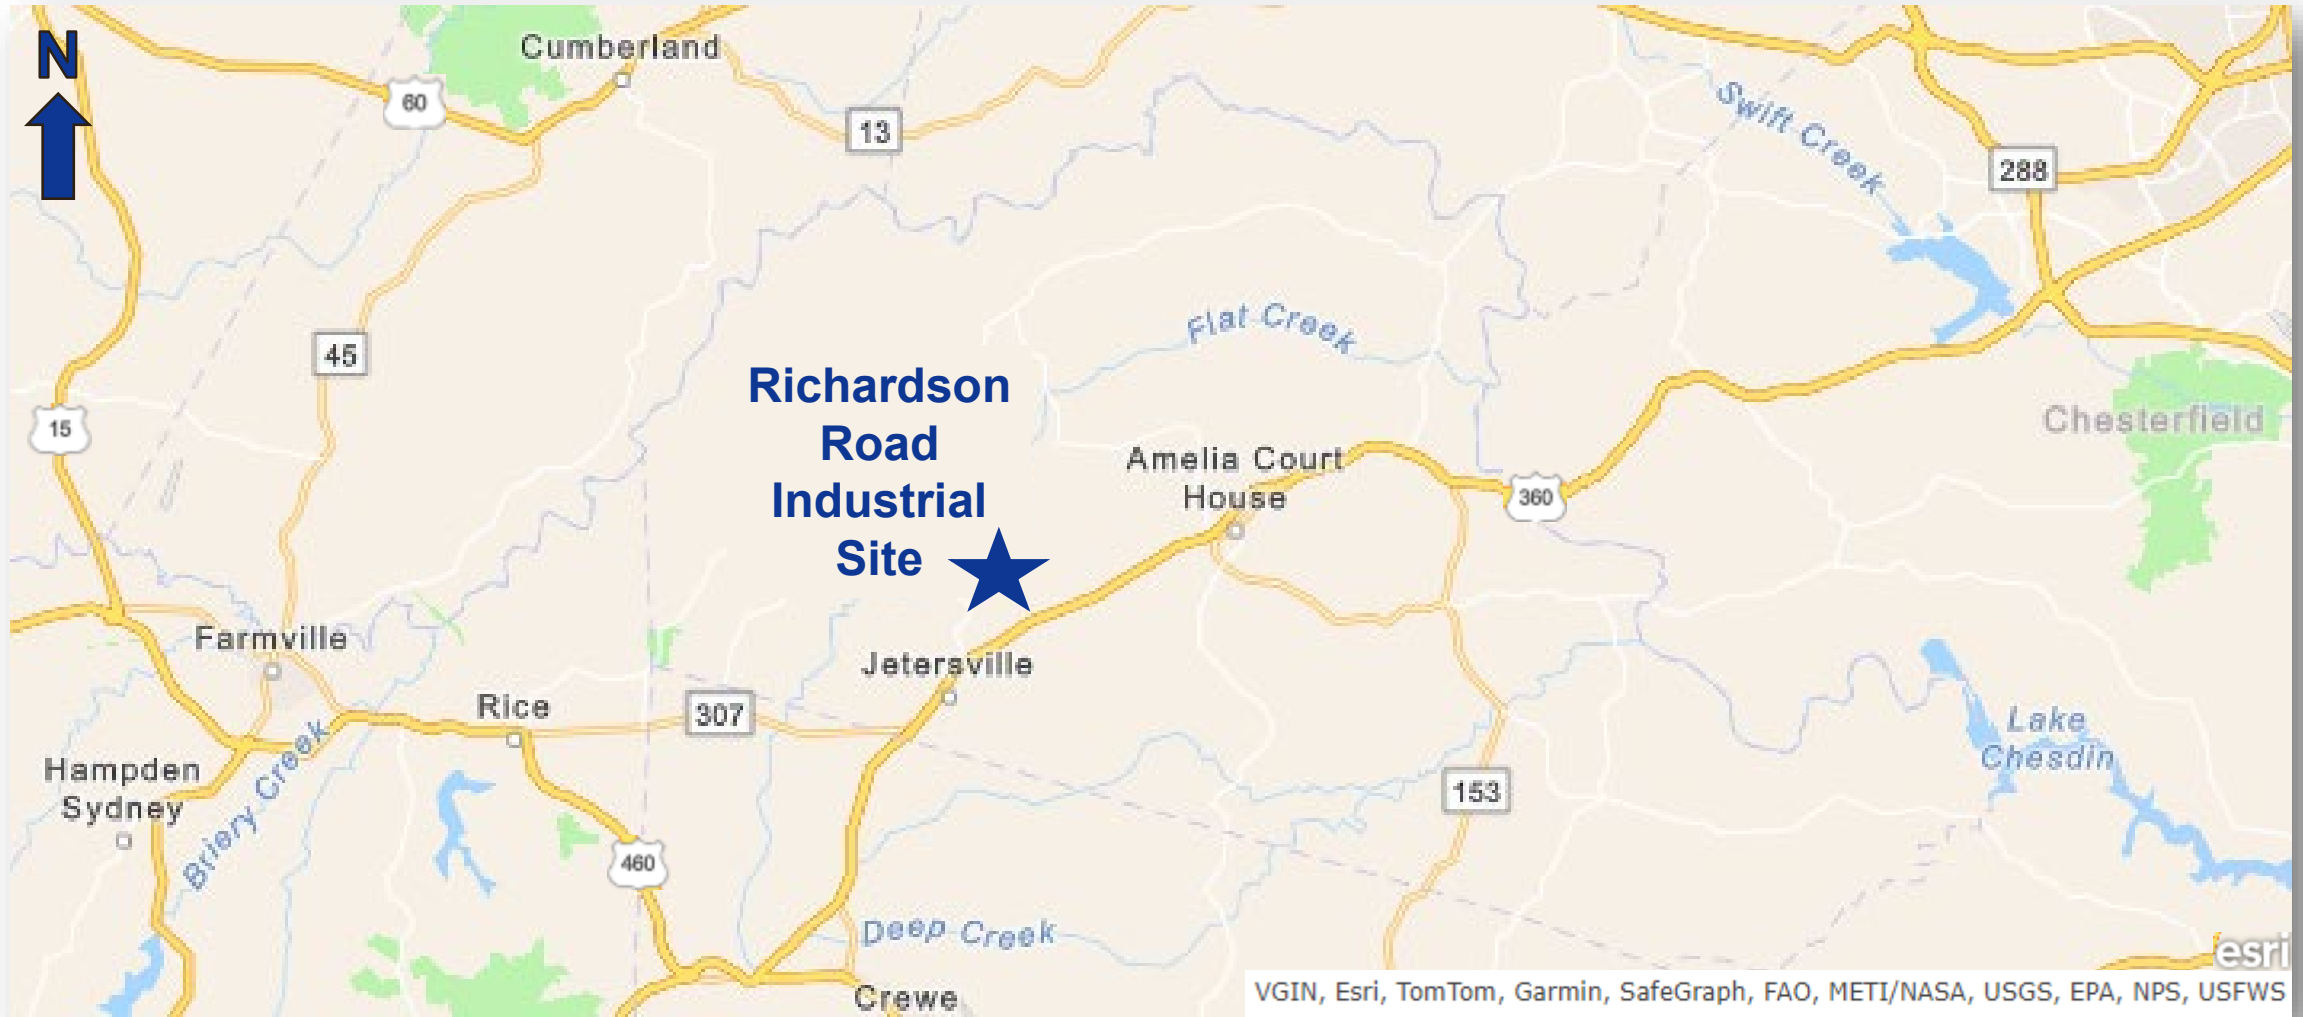 N
Cumberland
60
13
Swift Creek
288
45
Flat Creek
15
Richardson
Road
Industrial
Site
Chesterfield
Amelia Court
House
360
Farmville
Jetersville
Rice
307
Lake
Chesdin
Hampden
Sydney
Briery Creek
153
460
Deep Creek
Crewe
esri
VGIN, Esri, TomTom, Garmin, SafeGraph, FAO, METI/NASA, USGS, EPA, NPS, USFWS